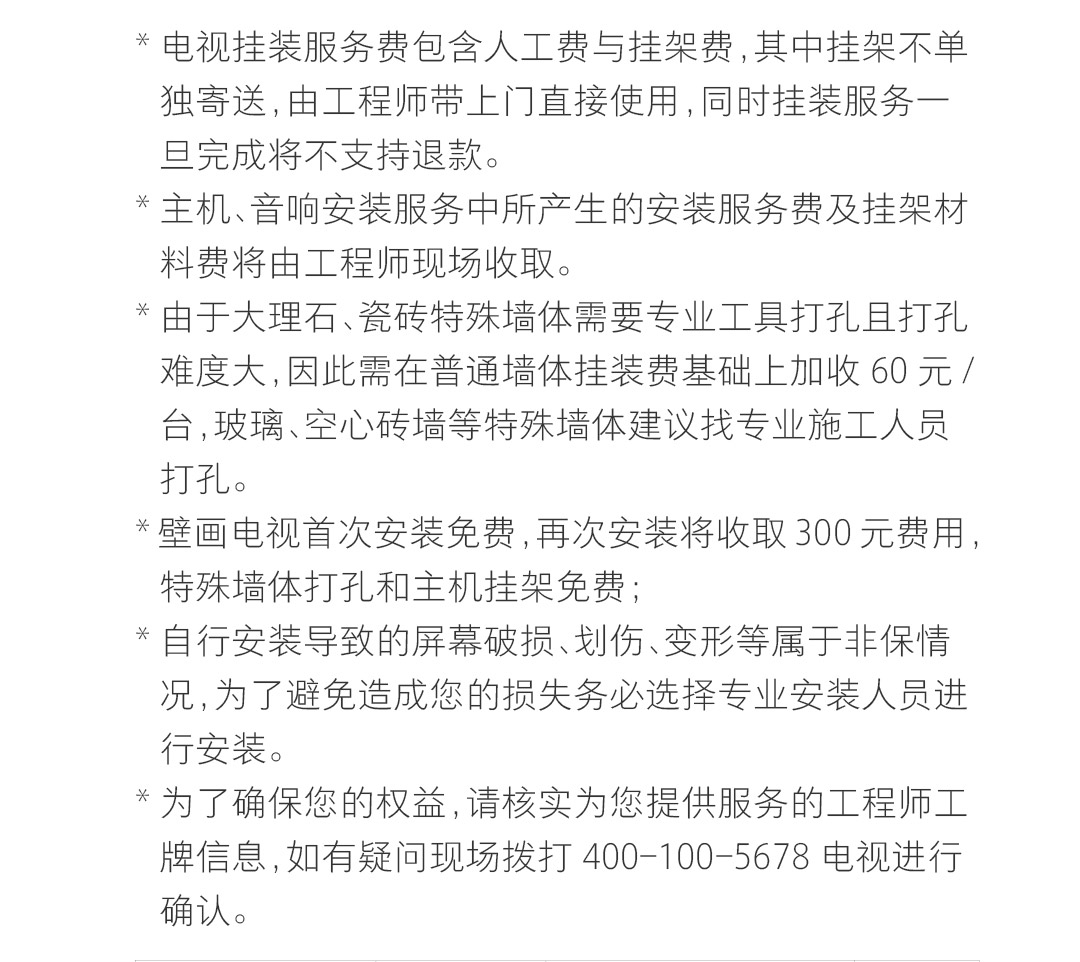 * 电视挂装服务费包含人工费与挂架费,其中挂架不单
独寄送,由工程师带上门直接使用,同时挂装服务一
旦完成将不支持退款。
* 主机、音响安装服务中所产生的安装服务费及挂架材
料费将由工程师现场收取。
* 由于大理石、瓷砖特殊墙体需要专业工具打孔且打孔
难度大,因此需在普通墙体挂装费基础上加收 60 元 /
台,玻璃、空心砖墙等特殊墙体建议找专业施工人员
打孔。
* 壁画电视首次安装免费,再次安装将收取 300 元费用,
特殊墙体打孔和主机挂架免费;
* 自行安装导致的屏幕破损、划伤、变形等属于非保情
况,为了避免造成您的损失务必选择专业安装人员进
行安装。
* 为了确保您的权益,请核实为您提供服务的工程师工
牌信息,如有疑问现场拨打 400-100-5678 电视进行
确认。